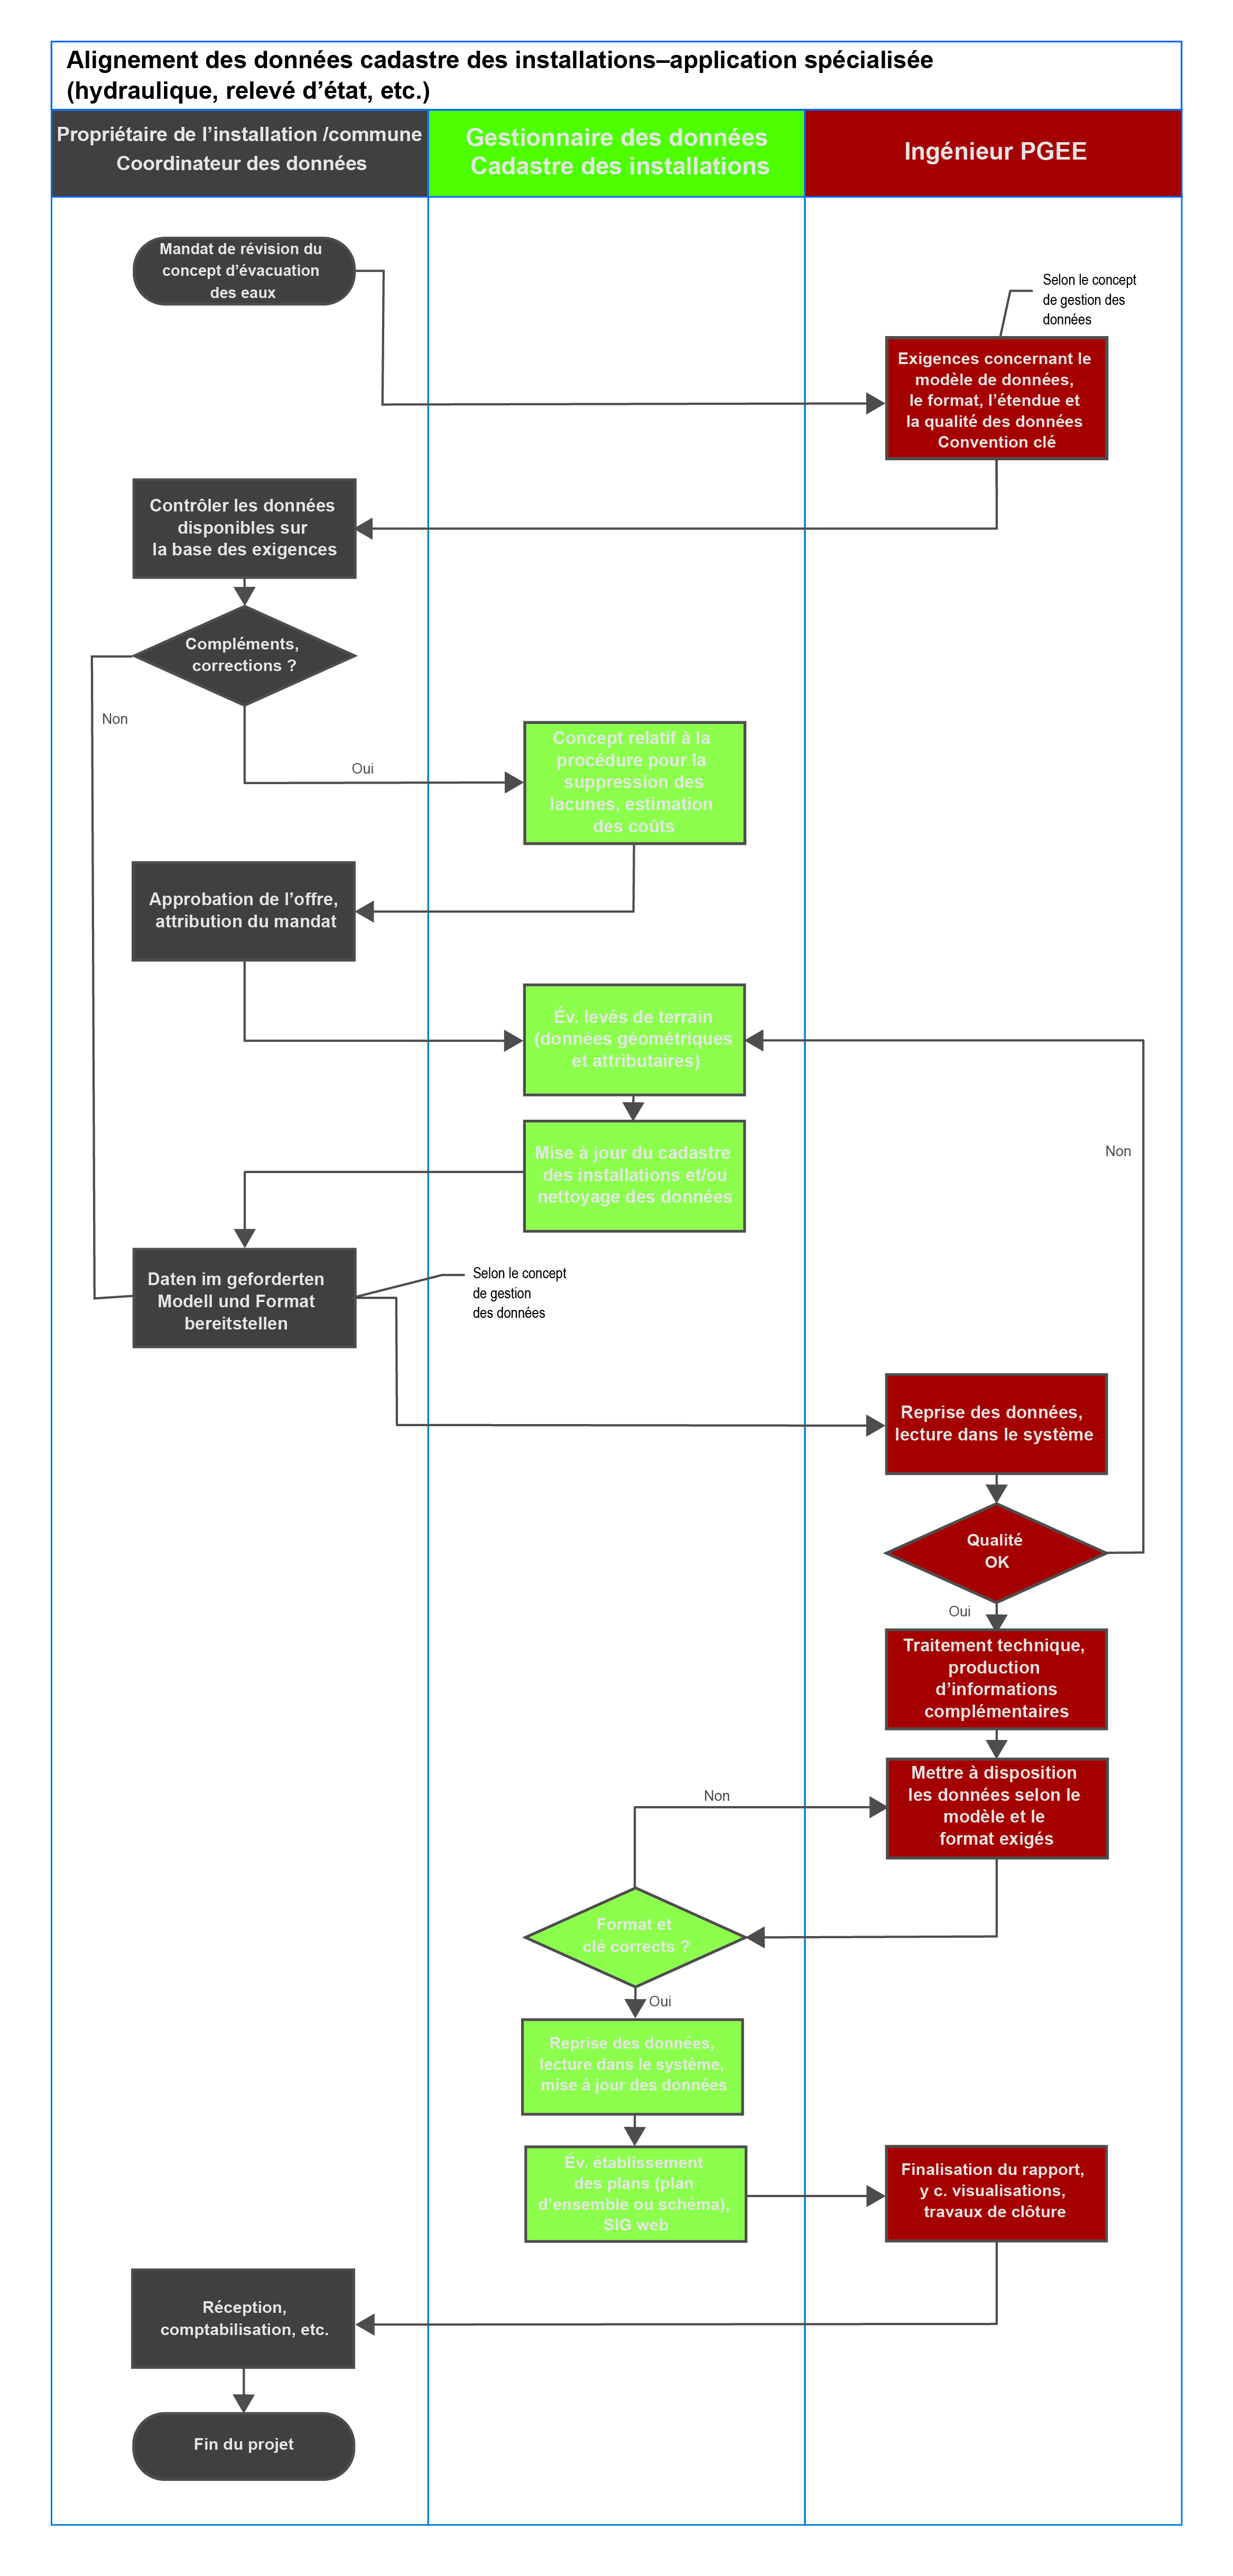 Alignement des données cadastre des installations–application spécialisée
(hydraulique, relevé d’état, etc.)
Propriétaire de l’installation /commune
Coordinateur des données
Gestionnaire des données
Cadastre des installations
Ingénieur PGEE
Mandat de révision du
concept d’évacuation
des eaux
Selon le concept
de gestion des
données
Exigences concernant le
modèle de données,
le format, l’étendue et
la qualité des données
Convention clé
Contrôler les données
disponibles sur
la base des exigences
Compléments,
corrections ?
Non
Oui
Concept relatif à la
procédure pour la
suppression des
lacunes, estimation
des coûts
Approbation de l’offre,
attribution du mandat
Év. levés de terrain
(données géométriques
et attributaires)
Non
Mise à jour du cadastre
des installations et/ou
nettoyage des données
Daten im geforderten
Modell und Format
bereitstellen
Selon le concept
de gestion
des données
Reprise des données,
lecture dans le système
Qualité
OK
Oui
Traitement technique,
production
d’informations
complémentaires
Mettre à disposition
les données selon le
modèle et le
format exigés
Non
Format et
clé corrects ?
Oui
Reprise des données,
lecture dans le système,
mise à jour des données
Év. établissement
des plans (plan
d’ensemble ou schéma),
SIG web
Finalisation du rapport,
y c. visualisations,
travaux de clôture
Réception,
comptabilisation, etc.
Fin du projet